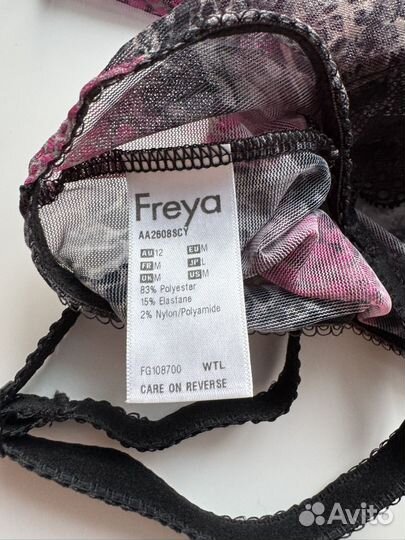 Freya
AA2608SCY
AU 12 EU M
FR M JP L
UK M US M
83% Polyester
15% Elastane
2% Nylon/Polyamide
FG108700 WTL
CARE ON REVERSE
Avito